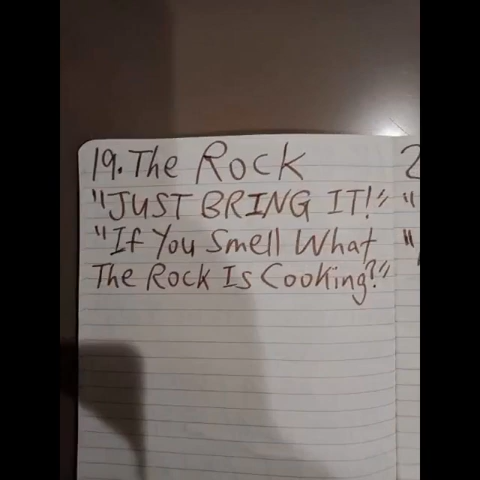 19. The Rock
"JUST BRING IT!"
"If You Smell What
The Rock Is Cooking?"